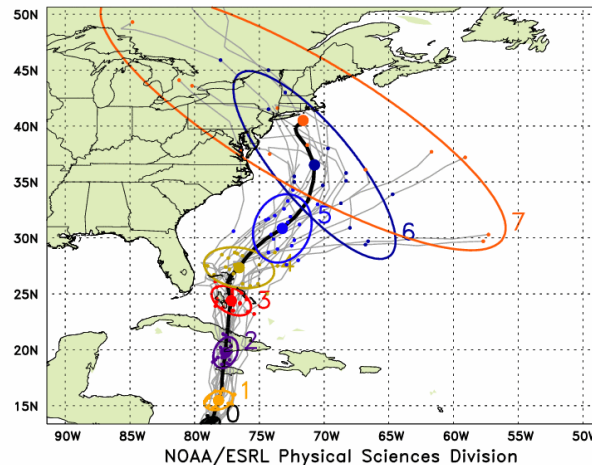 50N
45N
40N
35N
30N
25N
20N
15N
7
6
5
4
3
2
1
0
90W 85W 80W 75W 70W 65W 60W 55W 50W
NOAA/ESRL Physical Sciences Division